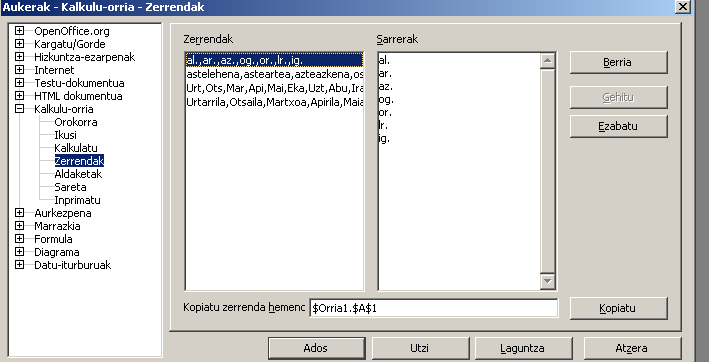 Aukerak - Kalkulu-orria - Zerrendak
OpenOffice.org
Kargatu/Gorde
Hizkuntza-ezarpenak
Internet
Testu-dokumentua
HTML dokumentua
Kalkulu-orria
Orokorra
Ikusi
Kalkulatu
Zerrendak
Aldaketak
Sareta
Inprimatu
Aurkezpena
Marrazkia
Formula
Diagrama
Datu-iturburuak
Zerrendak
al.,ar.,az.,og.,or.,lr.,ig.
astelehena,asteartea,azteazkena,os
Urt,Ots,Mar,Api,Mai,Eka,Uzt,Abu,Ira
Urtarrila,Otsaila,Martxoa,Apirila,Maia
Sarrerak
al.
ar.
az.
og.
or.
lr.
ig.
Berria
Gehitu
Ezabatu
Kopiatu zerrenda hemenc
$Orria1.$A$1
Kopiatu
Ados
Utzi
Laguntza
Atzera